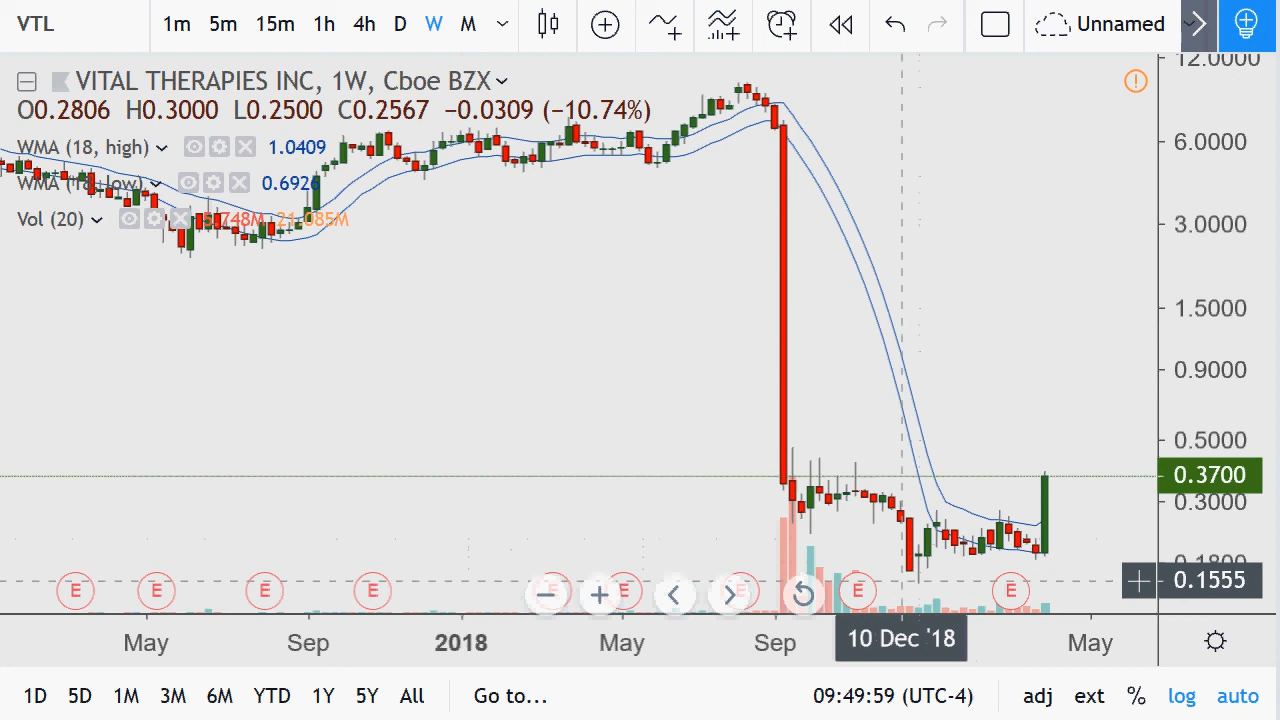 VTL 1m 5m 15m 1h 4h D W M Unnamed
VITAL THERAPIES INC, 1W, Cboe BZX
O0.2806 H0.3000 L0.2500 C0.2567 −0.0309 (−10.74%)
WMA (18, high) 1.0409
WMA (18, low) 0.6926
Vol (20) 5.748M 21.085M
12.0000
6.0000
3.0000
1.5000
0.9000
0.5000
0.3700
0.3000
0.1800
0.1555
E E E E E E E E E
May Sep 2018 May Sep 10 Dec '18 May
1D 5D 1M 3M 6M YTD 1Y 5Y All Go to... 09:49:59 (UTC-4) adj ext % log auto